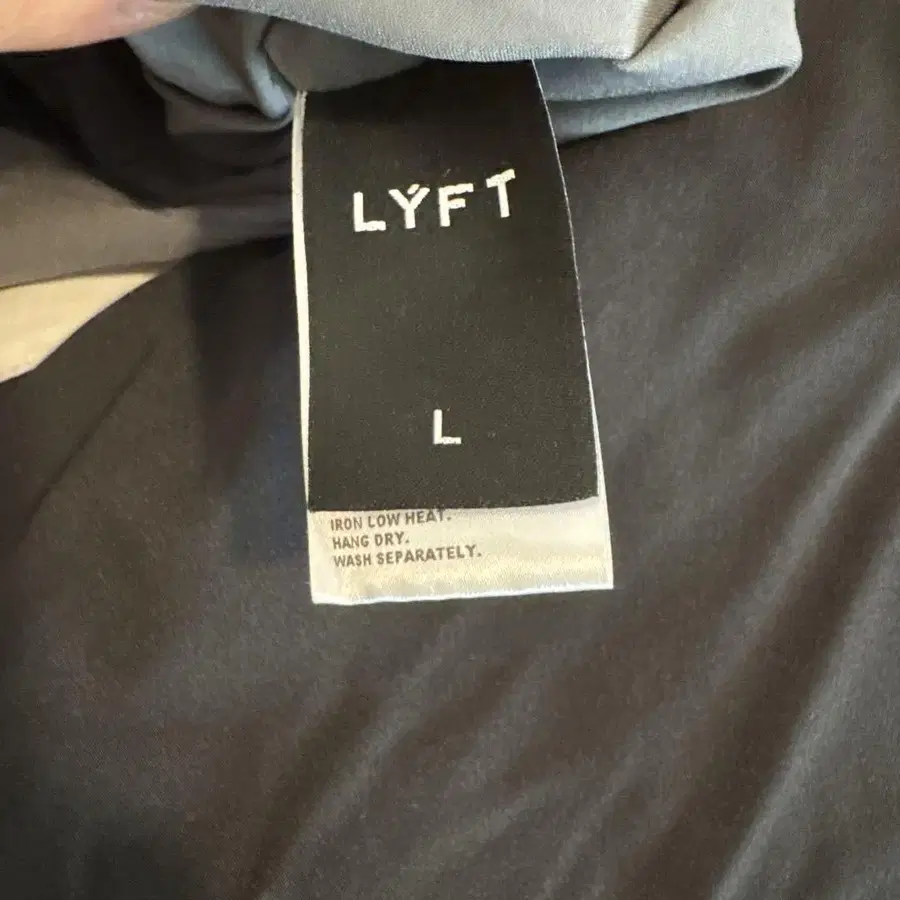 LÝFT
L
IRON LOW HEAT.
HANG DRY.
WASH SEPARATELY.